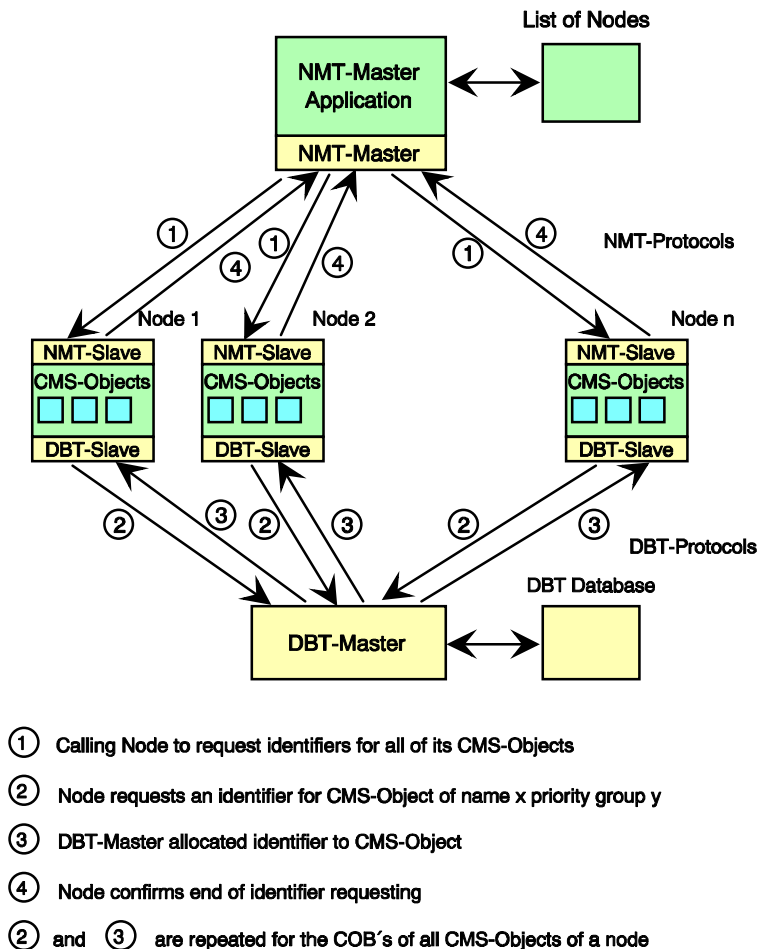 List of Nodes
NMT-Master
Application
NMT-Master
1
4
1
4
1
4
NMT-Protocols
Node 1
Node 2
Node n
NMT-Slave
CMS-Objects
DBT-Slave
NMT-Slave
CMS-Objects
DBT-Slave
NMT-Slave
CMS-Objects
DBT-Slave
2
3
2
3
2
3
DBT-Protocols
DBT Database
DBT-Master
1 Calling Node to request identifiers for all of its CMS-Objects
2 Node requests an identifier for CMS-Object of name x priority group y
3 DBT-Master allocated identifier to CMS-Object
4 Node confirms end of identifier requesting
2 and 3 are repeated for the COB´s of all CMS-Objects of a node